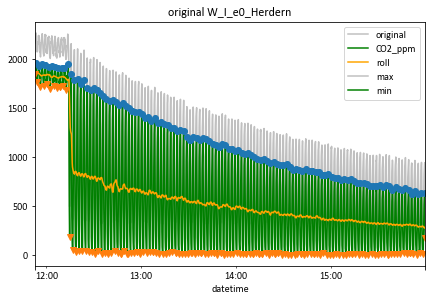 original W_I_e0_Herdern
original
CO2_ppm
roll
max
min
2000
1500
1000
500
0
12:00
13:00
14:00
15:00
datetime